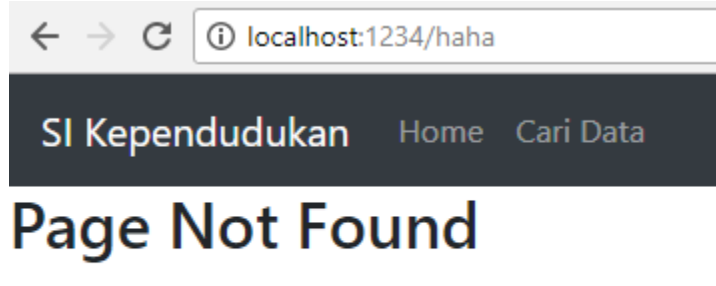 localhost:1234/haha
SI Kependudukan Home Cari Data
Page Not Found